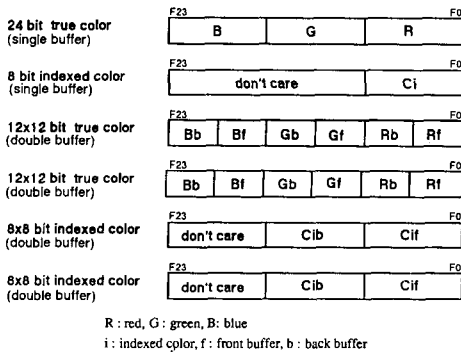 F23 F0
24 bit true color B G R
(single buffer)
F23 F0
8 bit indexed color don't care Ci
(single buffer)
F23 F0
12x12 bit true color Bb Bf Gb Gf Rb Rf
(double buffer)
F23 F0
12x12 bit true color Bb Bf Gb Gf Rb Rf
(double buffer)
F23 F0
8x8 bit indexed color don't care Cib Cif
(double buffer)
F23 F0
8x8 bit indexed color don't care Cib Cif
(double buffer)
R : red, G : green, B: blue
i : indexed color, f : front buffer, b : back buffer